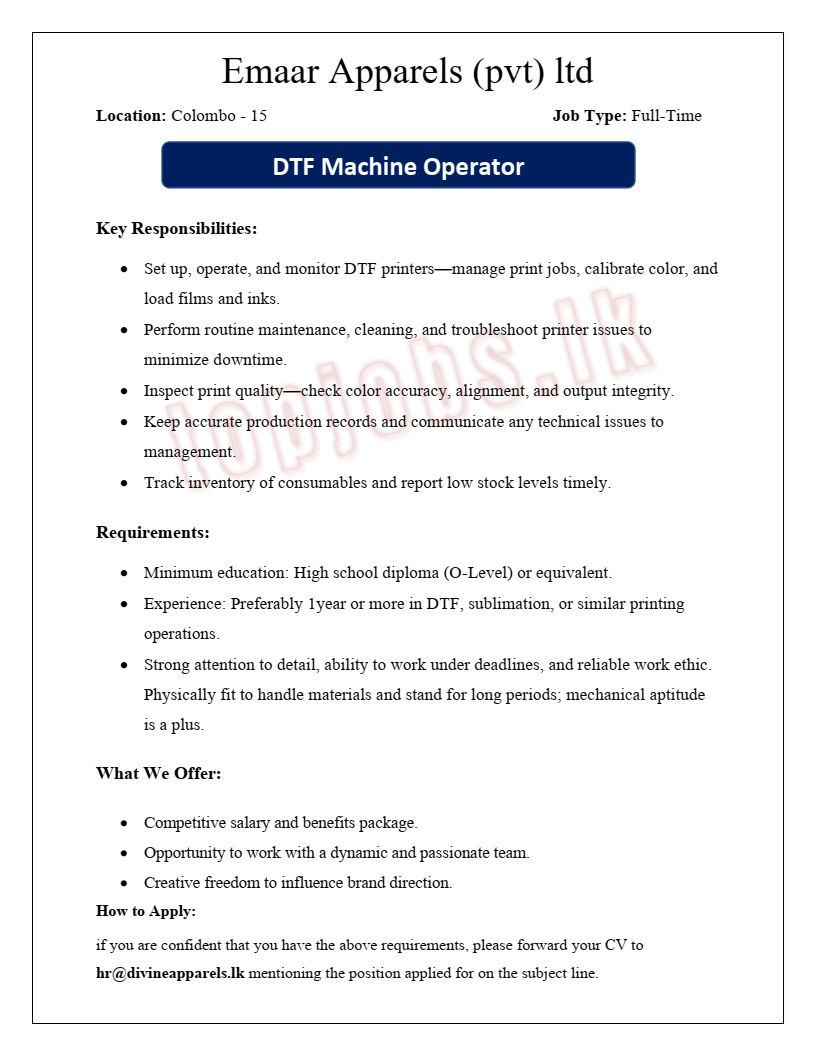 Emaar Apparels (pvt) ltd
Location: Colombo - 15 Job Type: Full-Time
DTF Machine Operator
Key Responsibilities:
• Set up, operate, and monitor DTF printers—manage print jobs, calibrate color, and
load films and inks.
• Perform routine maintenance, cleaning, and troubleshoot printer issues to
minimize downtime.
• Inspect print quality—check color accuracy, alignment, and output integrity.
• Keep accurate production records and communicate any technical issues to
management.
• Track inventory of consumables and report low stock levels timely.
topjobs.lk
Requirements:
• Minimum education: High school diploma (O-Level) or equivalent.
• Experience: Preferably 1year or more in DTF, sublimation, or similar printing
operations.
• Strong attention to detail, ability to work under deadlines, and reliable work ethic.
Physically fit to handle materials and stand for long periods; mechanical aptitude
is a plus.
What We Offer:
• Competitive salary and benefits package.
• Opportunity to work with a dynamic and passionate team.
• Creative freedom to influence brand direction.
How to Apply:
if you are confident that you have the above requirements, please forward your CV to
hr@divineapparels.lk mentioning the position applied for on the subject line.